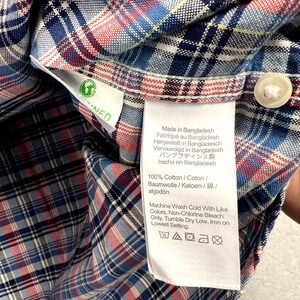 Made in Bangladesh
Fabriqué au Bangladesh
Hergestellt in Bangladesch
Vervaardigd in Bangladesh
バングラディシュ製
hecho en Bangladesh
100% Cotton / Coton /
Baumwolle / Katoen / 綿 /
algodón
Machine Wash Cold With Like
Colors, Non-Chlorine Bleach
Only, Tumble Dry Low, Iron on
Lowest Setting.